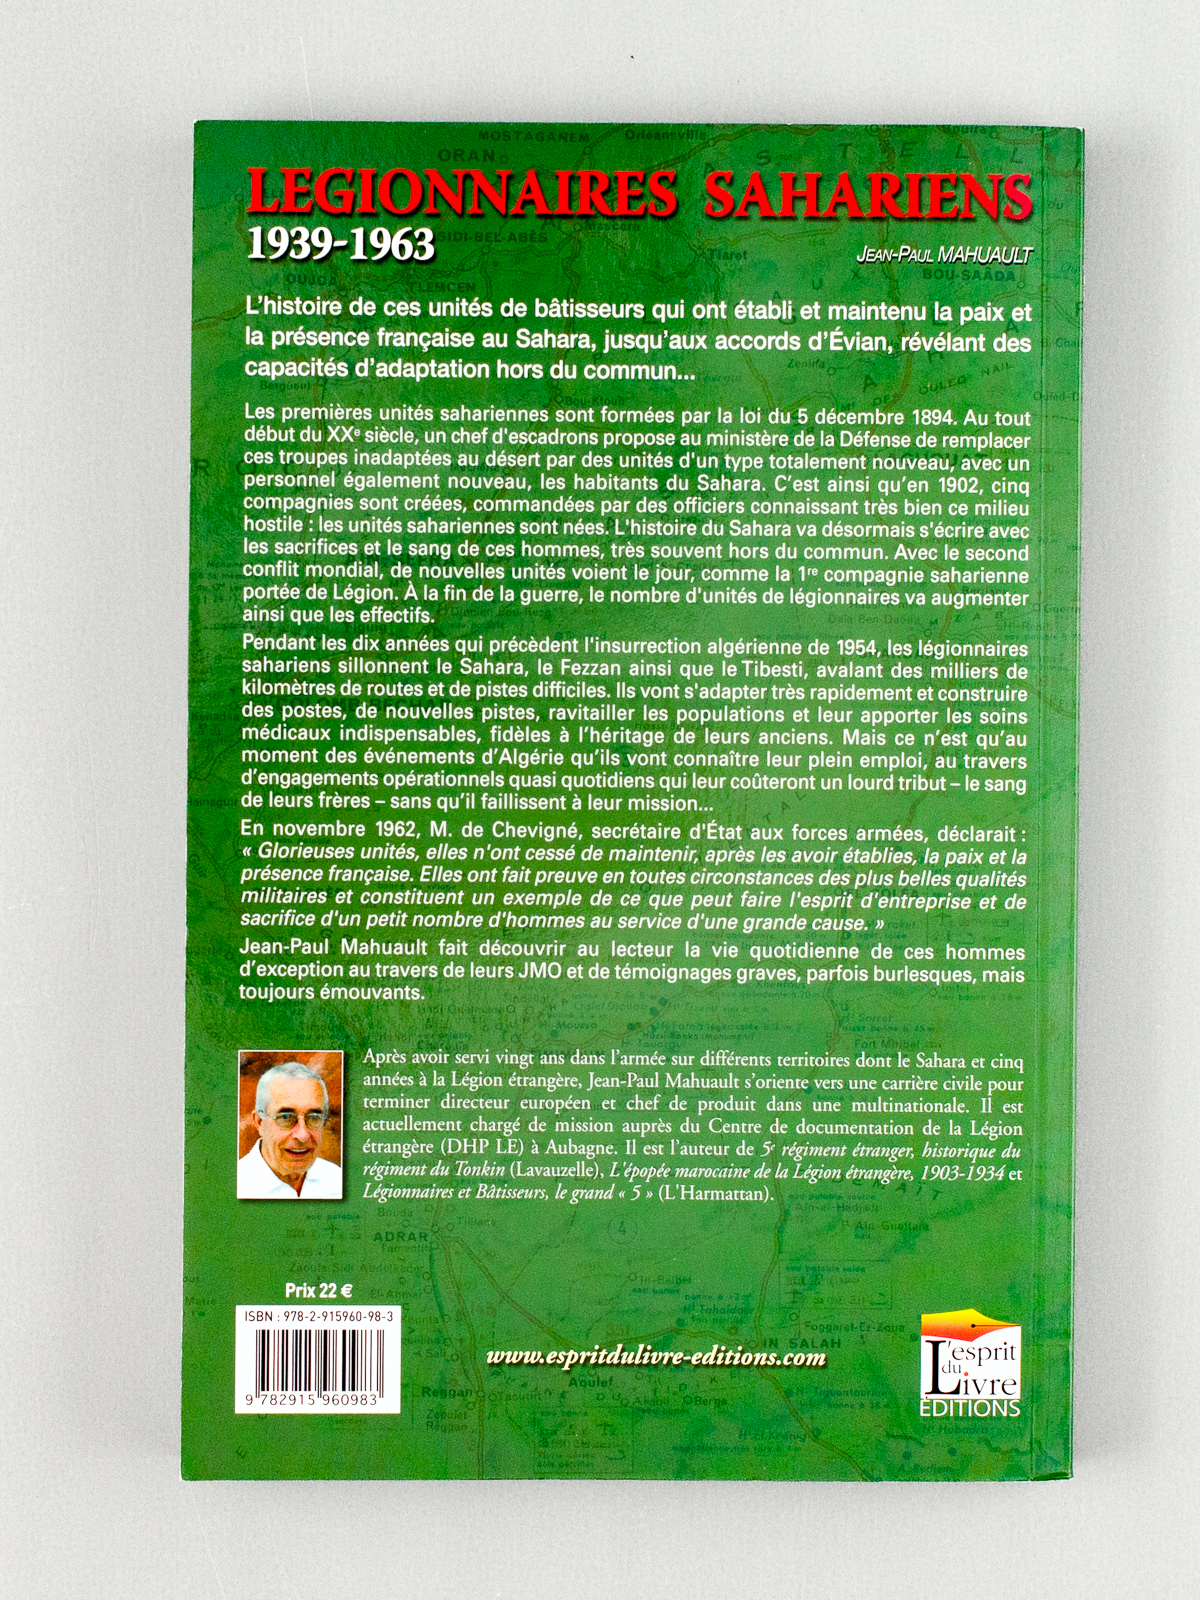 LEGIONNAIRES SAHARIENS
1939-1963
JEAN-PAUL MAHUAULT
L'histoire de ces unités de bâtisseurs qui ont établi et maintenu la paix et
la présence française au Sahara, jusqu'aux accords d'Évian, révélant des
capacités d'adaptation hors du commun...
Les premières unités sahariennes sont formées par la loi du 5 décembre 1894. Au tout
début du XXe siècle, un chef d'escadrons propose au ministère de la Défense de remplacer
ces troupes inadaptées au désert par des unités d'un type totalement nouveau, avec un
personnel également nouveau, les habitants du Sahara. C'est ainsi qu'en 1902, cinq
compagnies sont créées, commandées par des officiers connaissant très bien ce milieu
hostile : les unités sahariennes sont nées. L'histoire du Sahara va désormais s'écrire avec
les sacrifices et le sang de ces hommes, très souvent hors du commun. Avec le second
conflit mondial, de nouvelles unités voient le jour, comme la 1re compagnie saharienne
portée de Légion. À la fin de la guerre, le nombre d'unités de légionnaires va augmenter
ainsi que les effectifs.
Pendant les dix années qui précèdent l'insurrection algérienne de 1954, les légionnaires
sahariens sillonnent le Sahara, le Fezzan ainsi que le Tibesti, avalant des milliers de
kilomètres de routes et de pistes difficiles. Ils vont s'adapter très rapidement et construire
des postes, de nouvelles pistes, ravitailler les populations et leur apporter les soins
médicaux indispensables, fidèles à l'héritage de leurs anciens. Mais ce n'est qu'au
moment des événements d'Algérie qu'ils vont connaître leur plein emploi, au travers
d'engagements opérationnels quasi quotidiens qui leur coûteront un lourd tribut – le sang
de leurs frères – sans qu'il faillissent à leur mission...
En novembre 1962, M. de Chevigné, secrétaire d'État aux forces armées, déclarait :
« Glorieuses unités, elles n'ont cessé de maintenir, après les avoir établies, la paix et la
présence française. Elles ont fait preuve en toutes circonstances des plus belles qualités
militaires et constituent un exemple de ce que peut faire l'esprit d'entreprise et de
sacrifice d'un petit nombre d'hommes au service d'une grande cause. »
Jean-Paul Mahuault fait découvrir au lecteur la vie quotidienne de ces hommes
d'exception au travers de leurs JMO et de témoignages graves, parfois burlesques, mais
toujours émouvants.
Après avoir servi vingt ans dans l'armée sur différents territoires dont le Sahara et cinq
années à la Légion étrangère, Jean-Paul Mahuault s'oriente vers une carrière civile pour
terminer directeur européen et chef de produit dans une multinationale. Il est
actuellement chargé de mission auprès du Centre de documentation de la Légion
étrangère (DHP LE) à Aubagne. Il est l'auteur de 5e régiment étranger, historique du
régiment du Tonkin (Lavauzelle), L'épopée marocaine de la Légion étrangère, 1903-1934 et
Légionnaires et Bâtisseurs, le grand « 5 » (L'Harmattan).
Prix 22 €
ISBN : 978-2-915960-98-3
9 782915 960983
www.espritdulivre-editions.com
L'esprit
du
Livre
EDITIONS